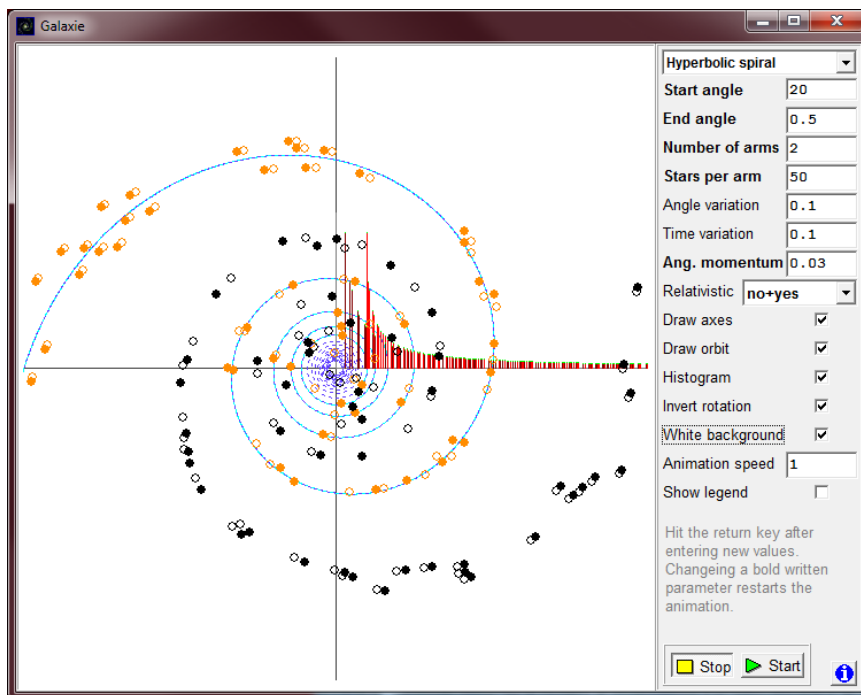 Galaxie
Hyperbolic spiral
Start angle 20
End angle 0.5
Number of arms 2
Stars per arm 50
Angle variation 0.1
Time variation 0.1
Ang. momentum 0.03
Relativistic no+yes
Draw axes
Draw orbit
Histogram
Invert rotation
White background
Animation speed 1
Show legend
Hit the return key after
entering new values.
Changeing a bold written
parameter restarts the
animation.
Stop Start